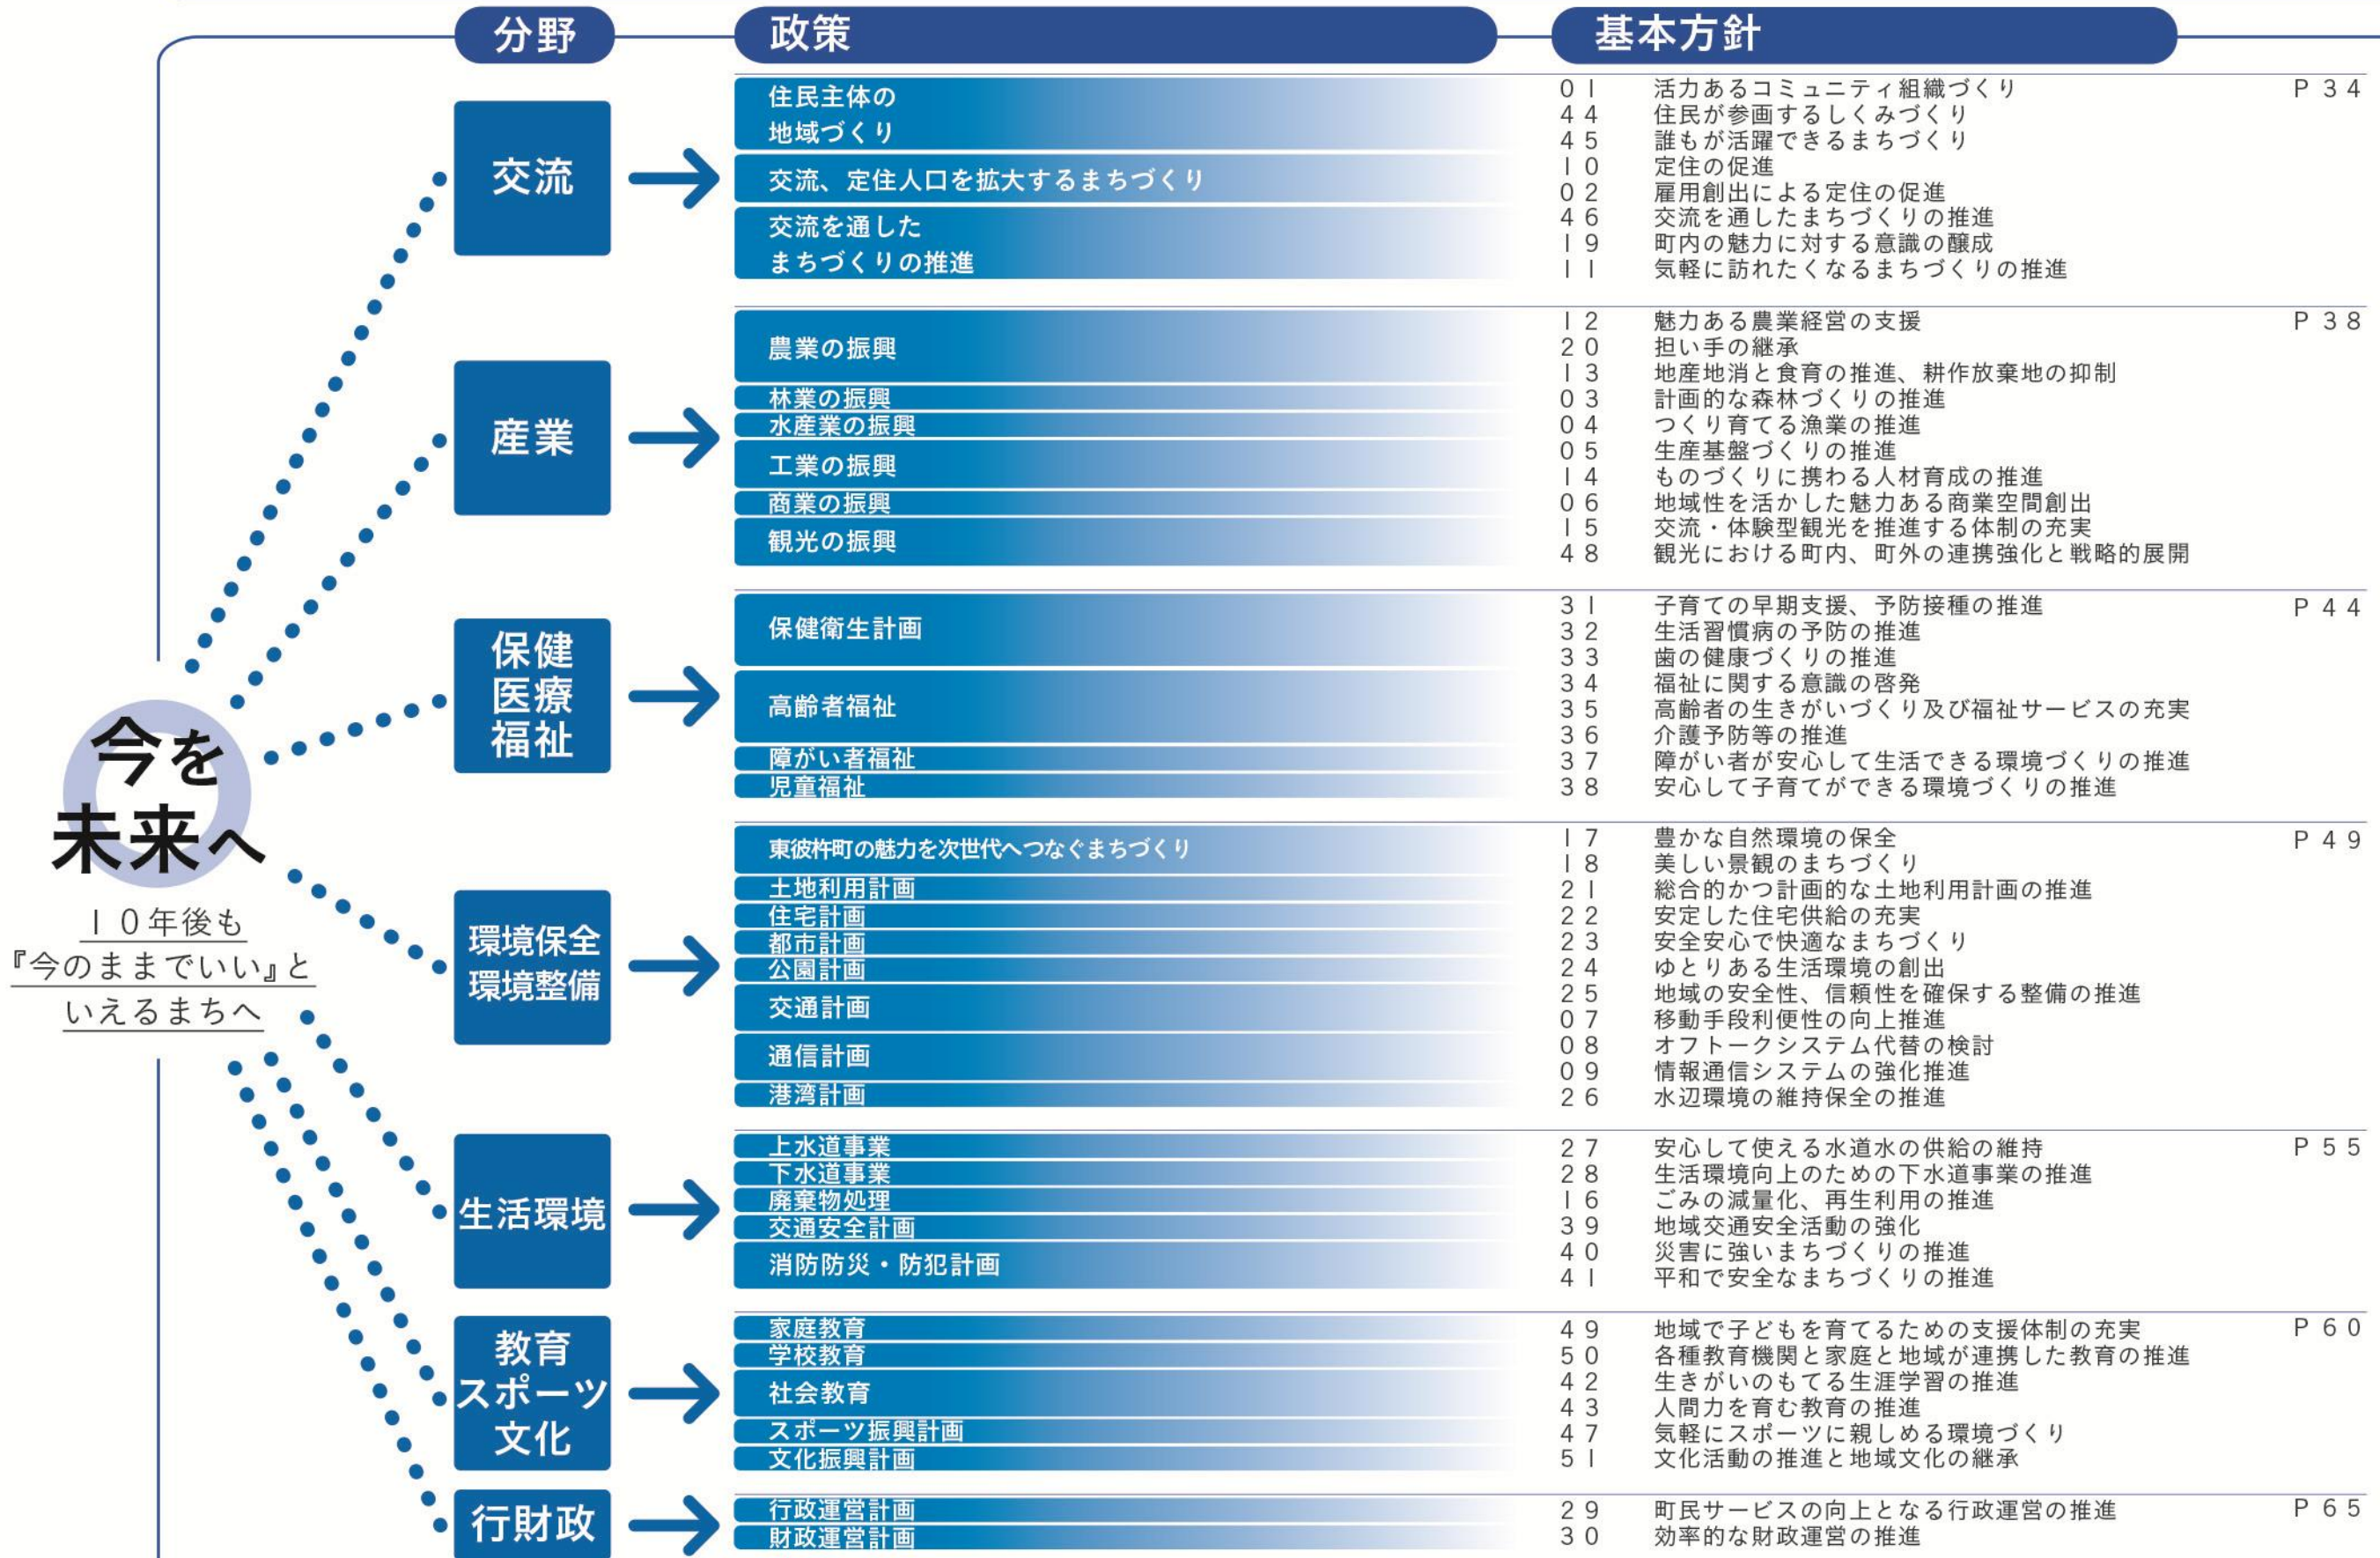 分野
政策
基本方針
今を
未来へ
10年後も
『今のままでいい』と
いえるまちへ
交流
住民主体の
地域づくり
交流、定住人口を拡大するまちづくり
交流を通した
まちづくりの推進
01 活力あるコミュニティ組織づくり P34
44 住民が参画するしくみづくり
45 誰もが活躍できるまちづくり
10 定住の促進
02 雇用創出による定住の促進
46 交流を通したまちづくりの推進
19 町内の魅力に対する意識の醸成
11 気軽に訪れたくなるまちづくりの推進
産業
農業の振興
林業の振興
水産業の振興
工業の振興
商業の振興
観光の振興
12 魅力ある農業経営の支援 P38
20 担い手の継承
13 地産地消と食育の推進、耕作放棄地の抑制
03 計画的な森林づくりの推進
04 つくり育てる漁業の推進
05 生産基盤づくりの推進
14 ものづくりに携わる人材育成の推進
06 地域性を活かした魅力ある商業空間創出
15 交流・体験型観光を推進する体制の充実
48 観光における町内、町外の連携強化と戦略的展開
保健
医療
福祉
保健衛生計画
高齢者福祉
障がい者福祉
児童福祉
31 子育ての早期支援、予防接種の推進 P44
32 生活習慣病の予防の推進
33 歯の健康づくりの推進
34 福祉に関する意識の啓発
35 高齢者の生きがいづくり及び福祉サービスの充実
36 介護予防等の推進
37 障がい者が安心して生活できる環境づくりの推進
38 安心して子育てができる環境づくりの推進
環境保全
環境整備
東彼杵町の魅力を次世代へつなぐまちづくり
土地利用計画
住宅計画
都市計画
公園計画
交通計画
通信計画
港湾計画
17 豊かな自然環境の保全 P49
18 美しい景観のまちづくり
21 総合的かつ計画的な土地利用計画の推進
22 安定した住宅供給の充実
23 安全安心で快適なまちづくり
24 ゆとりある生活環境の創出
25 地域の安全性、信頼性を確保する整備の推進
07 移動手段利便性の向上推進
08 オフトークシステム代替の検討
09 情報通信システムの強化推進
26 水辺環境の維持保全の推進
生活環境
上水道事業
下水道事業
廃棄物処理
交通安全計画
消防防災・防犯計画
27 安心して使える水道水の供給の維持 P55
28 生活環境向上のための下水道事業の推進
16 ごみの減量化、再生利用の推進
39 地域交通安全活動の強化
40 災害に強いまちづくりの推進
41 平和で安全なまちづくりの推進
教育
スポーツ
文化
家庭教育
学校教育
社会教育
スポーツ振興計画
文化振興計画
49 地域で子どもを育てるための支援体制の充実 P60
50 各種教育機関と家庭と地域が連携した教育の推進
42 生きがいのもてる生涯学習の推進
43 人間力を育む教育の推進
47 気軽にスポーツに親しめる環境づくり
51 文化活動の推進と地域文化の継承
行財政
行政運営計画
財政運営計画
29 町民サービスの向上となる行政運営の推進 P65
30 効率的な財政運営の推進